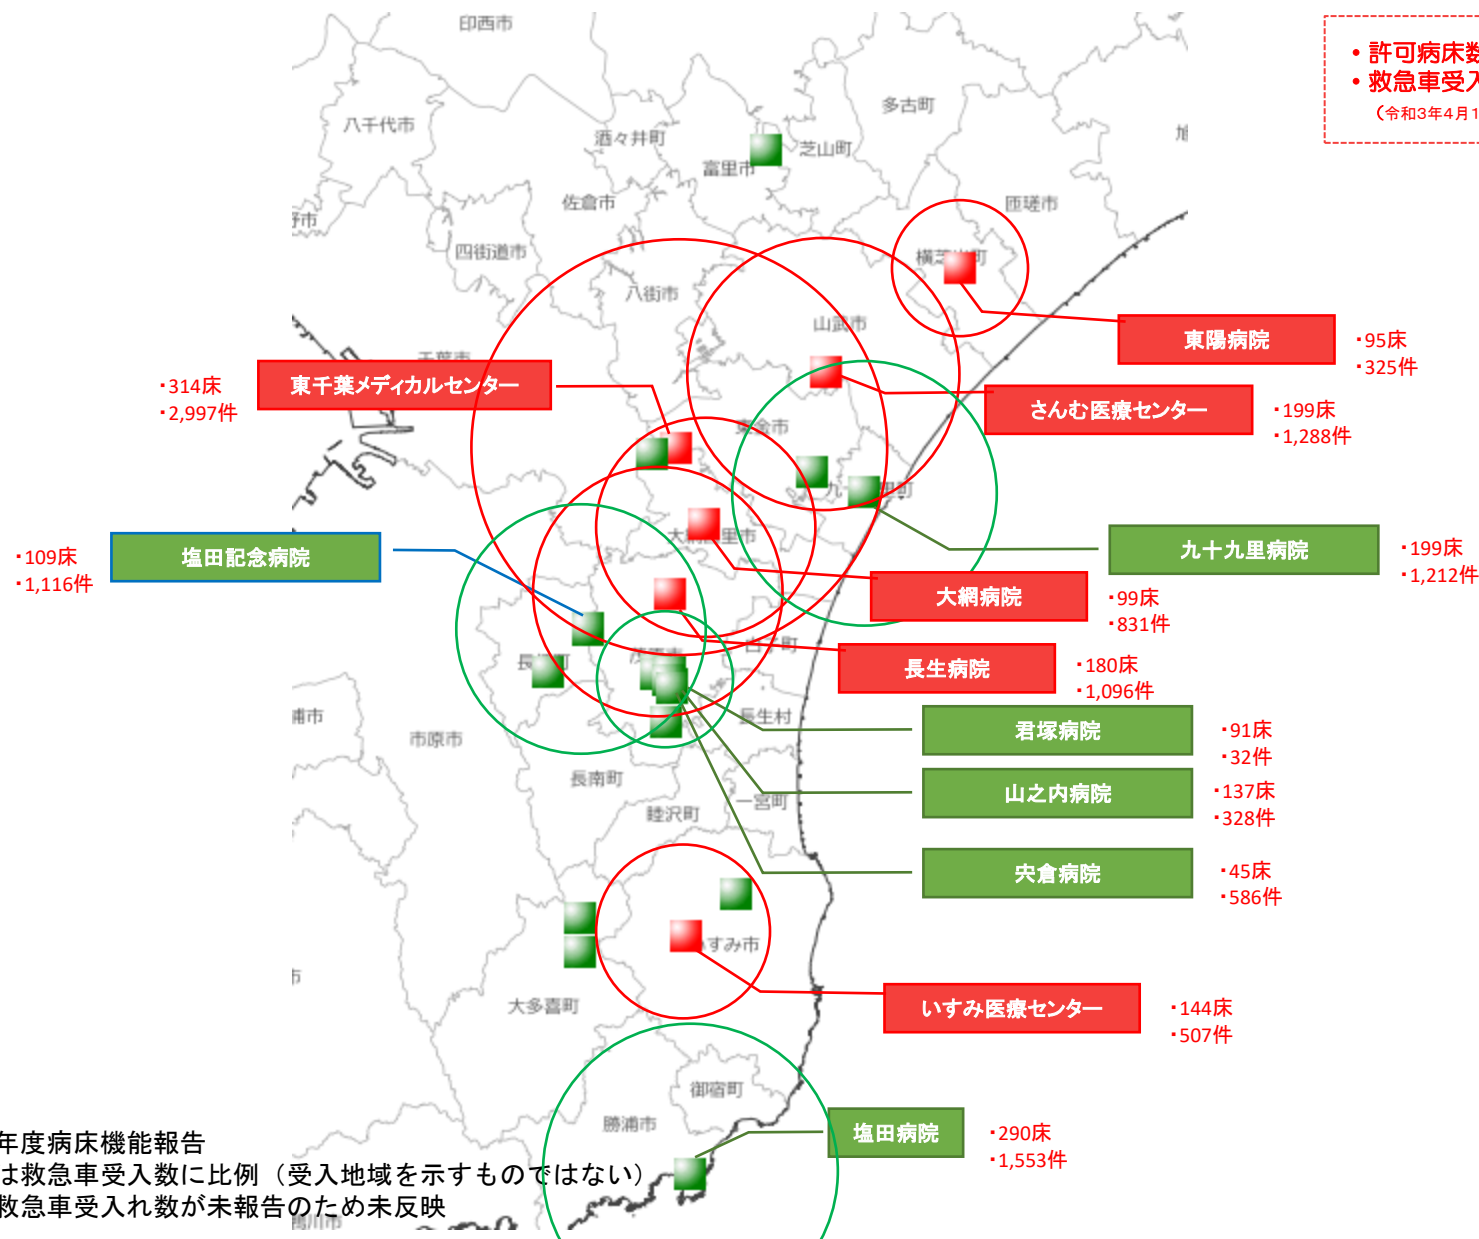 印西市
・許可病床数
・救急車受入
（令和3年4月1
多古町
八千代市
酒々井町
芝山町
富里市
佐倉市
匝瑳市
野市
四街道市
八街市
山武市
東陽病院
・95床
・325件
東千葉メディカルセンター
・314床
・2,997件
さんむ医療センター
・199床
・1,288件
東金市
塩田記念病院
・109床
・1,116件
九十九里病院
・199床
・1,212件
大網病院
・99床
・831件
白子町
長生病院
・180床
・1,096件
茂原市
浦市
市原市
長生村
君塚病院
・91床
・32件
長南町
山之内病院
・137床
・328件
一宮町
睦沢町
宍倉病院
・45床
・586件
すみ市
市
大多喜町
いすみ医療センター
・144床
・507件
御宿町
勝浦市
塩田病院
・290床
・1,553件
年度病床機能報告
は救急車受入数に比例（受入地域を示すものではない）
救急車受入れ数が未報告のため未反映
鴨川市